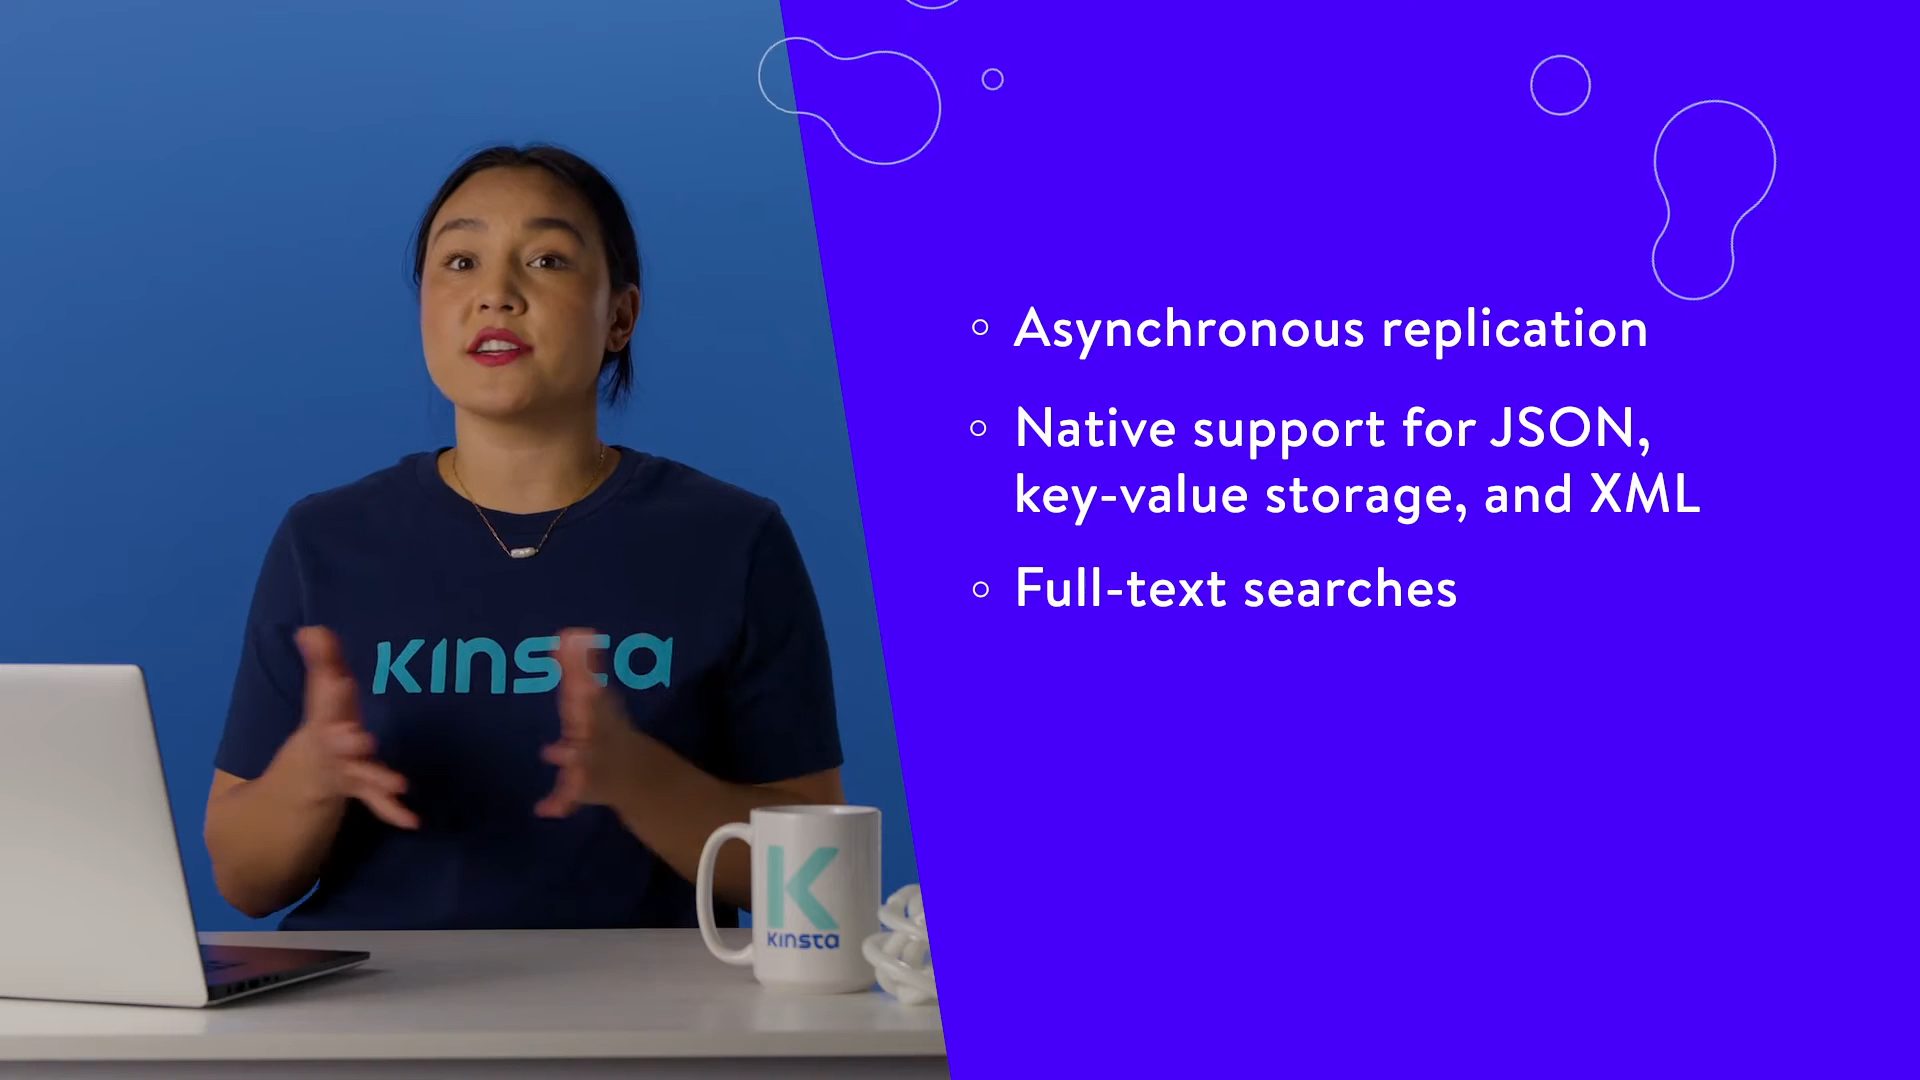 Asynchronous replication
Native support for JSON,
key-value storage, and XML
Full-text searches
Kinsta
K
Kinsta